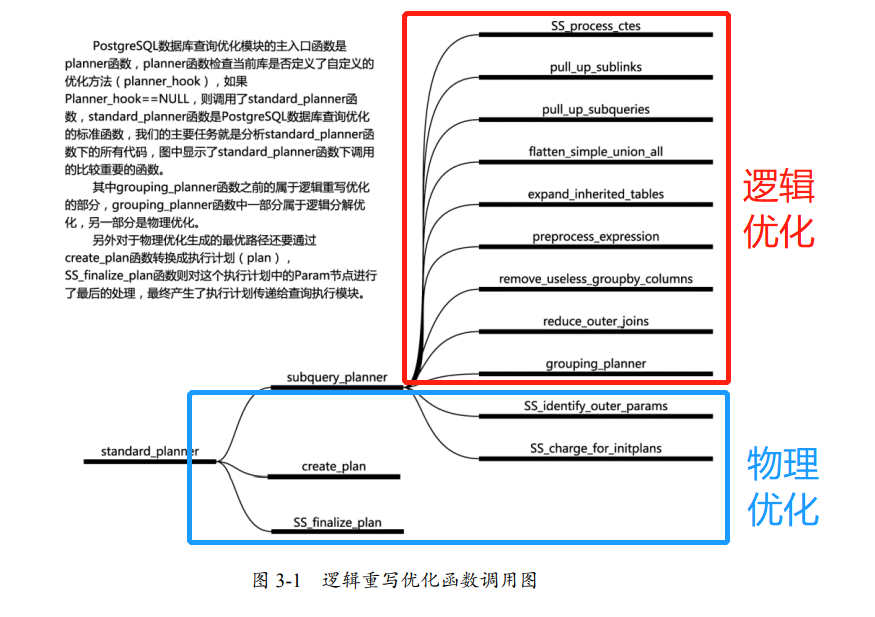 PostgreSQL数据库查询优化模块的主入口函数是
planner函数，planner函数检查当前库是否定义了自定义的
优化方法（planner_hook），如果
Planner_hook==NULL，则调用了standard_planner函
数，standard_planner函数是PostgreSQL数据库查询优化
的标准函数，我们的主要任务就是分析standard_planner函
数下的所有代码，图中显示了standard_planner函数下调用
的比较重要的函数。
其中grouping_planner函数之前的属于逻辑重写优化
的部分，grouping_planner函数中一部分属于逻辑分解优
化，另一部分是物理优化。
另外对于物理优化生成的最优路径还要通过
create_plan函数转换成执行计划（plan），
SS_finalize_plan函数则对这个执行计划中的Param节点进行
了最后的处理，最终产生了执行计划传递给查询执行模块。
SS_process_ctes
pull_up_sublinks
pull_up_subqueries
flatten_simple_union_all
expand_inherited_tables
preprocess_expression
remove_useless_groupby_columns
reduce_outer_joins
grouping_planner
逻辑
优化
subquery_planner
SS_identify_outer_params
SS_charge_for_initplans
standard_planner
create_plan
SS_finalize_plan
物理
优化
图 3-1 逻辑重写优化函数调用图